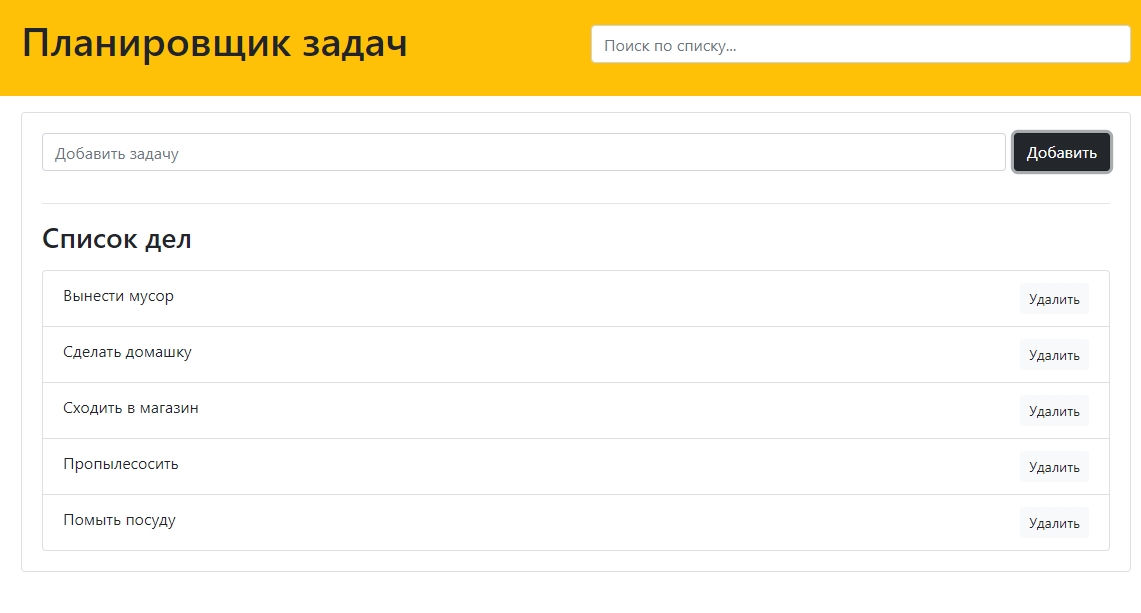 Планировщик задач
Поиск по списку...
Добавить задачу
Добавить
Список дел
Вынести мусор
Удалить
Сделать домашку
Удалить
Сходить в магазин
Удалить
Пропылесосить
Удалить
Помыть посуду
Удалить